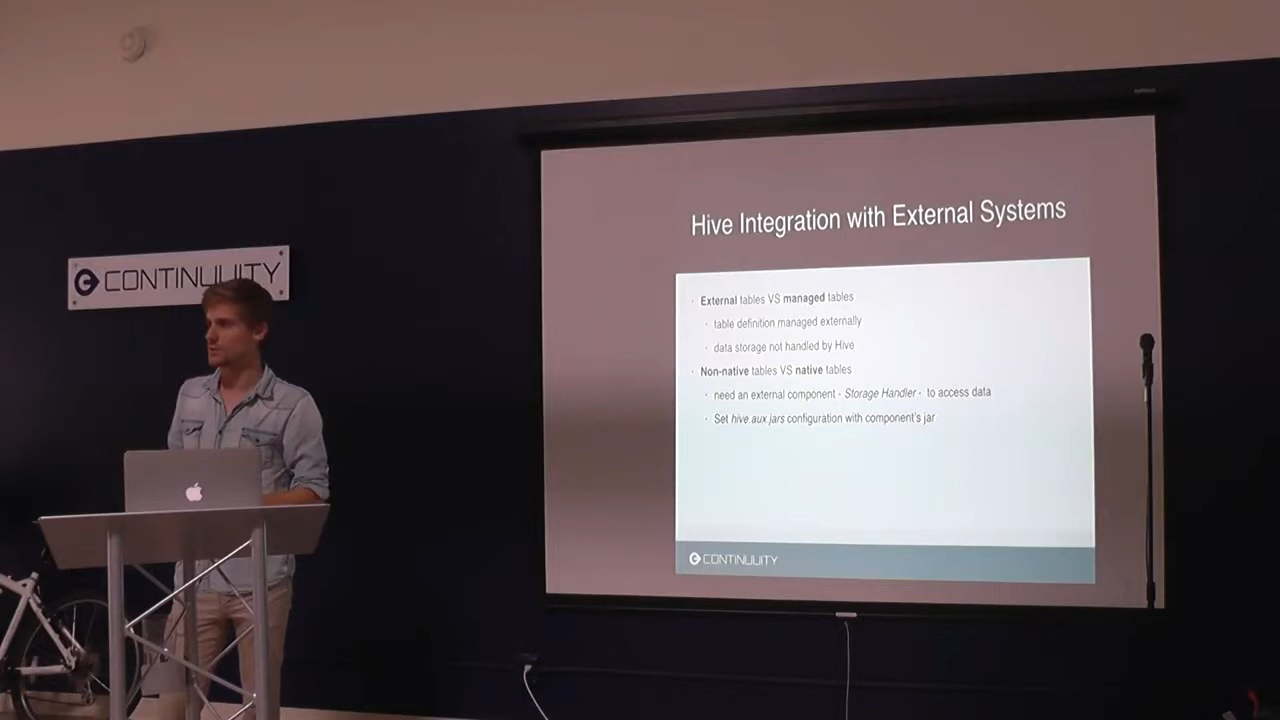 CONTINUUITY
Hive Integration with External Systems
External tables VS managed tables
table definition managed externally
data storage not handled by Hive
Non-native tables VS native tables
need an external component - Storage Handler - to access data
Set hive.aux.jars configuration with component's jar
CONTINUUITY